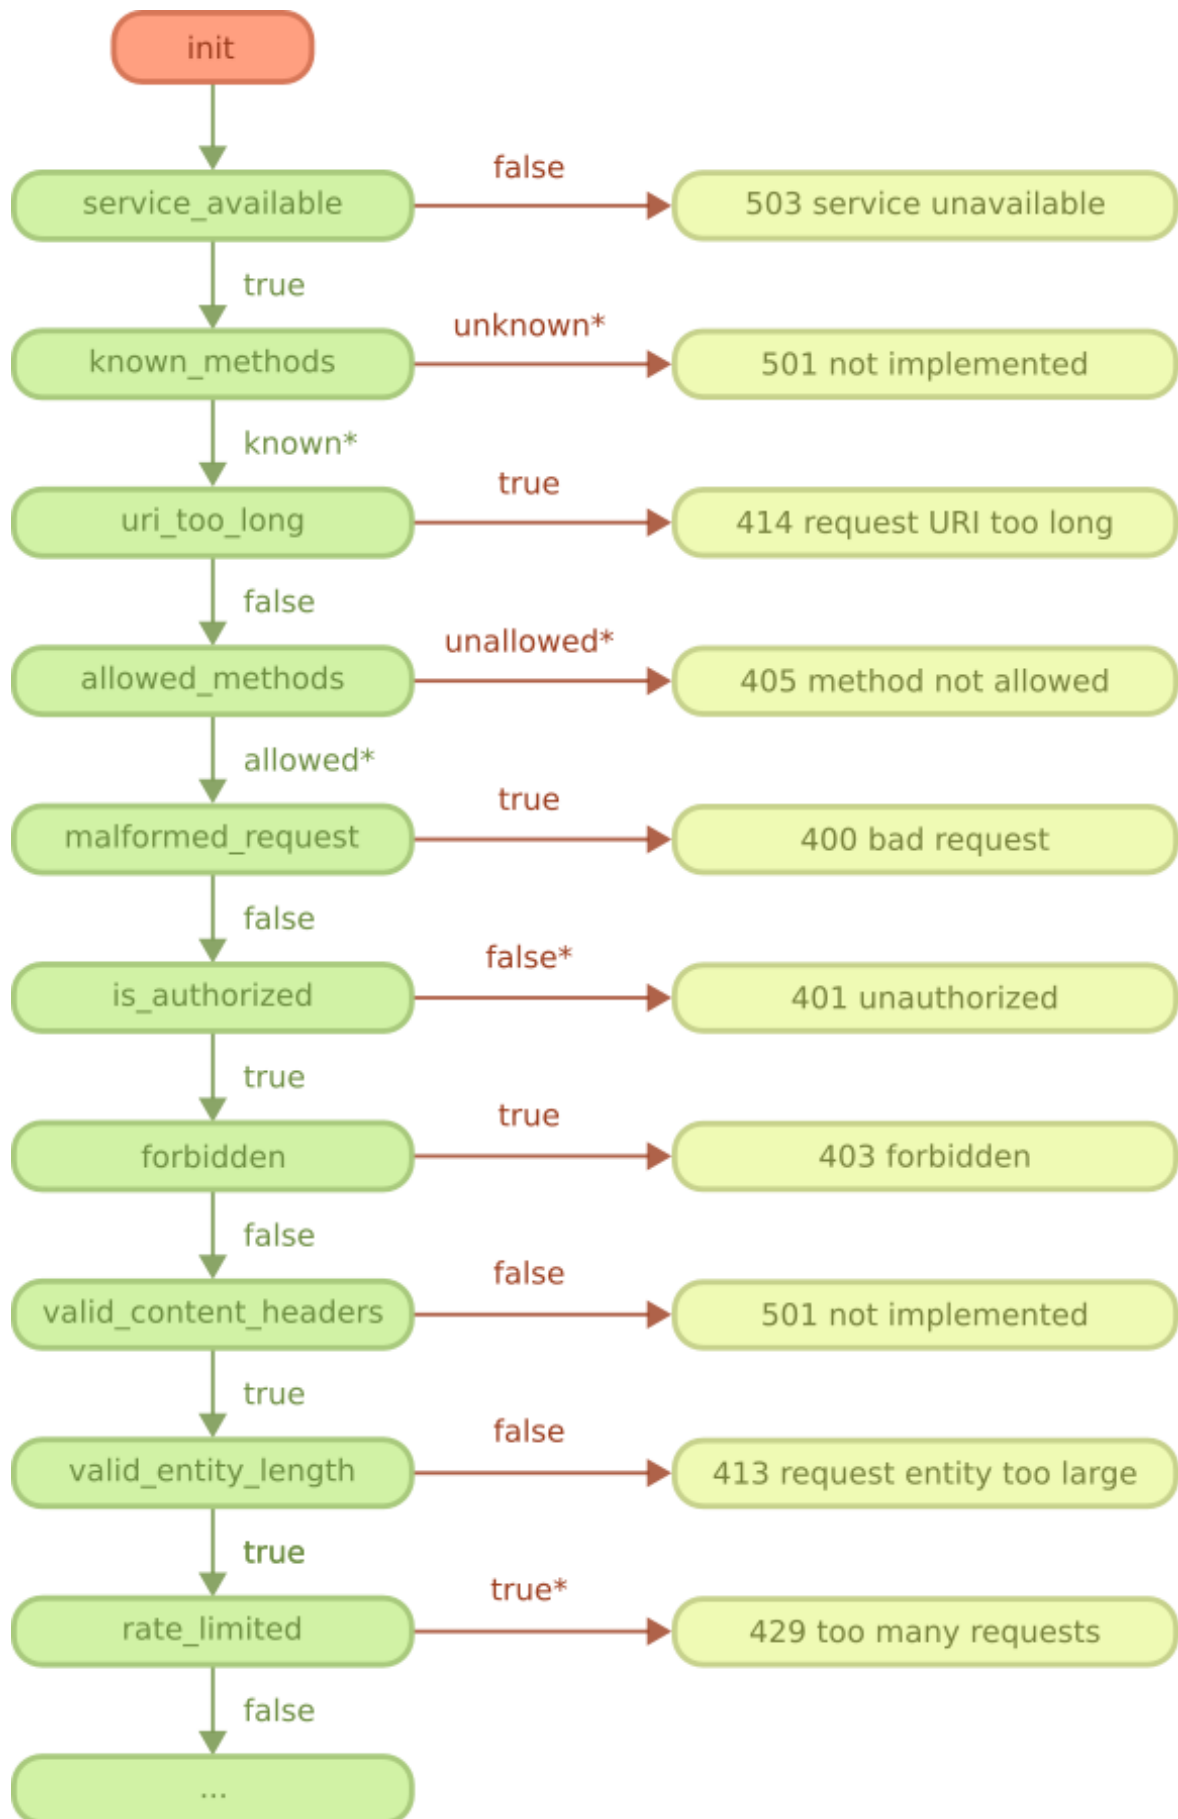 init
false
service_available
503 service unavailable
true
unknown*
known_methods
501 not implemented
known*
true
uri_too_long
414 request URI too long
false
unallowed*
allowed_methods
405 method not allowed
allowed*
true
malformed_request
400 bad request
false
false*
is_authorized
401 unauthorized
true
true
forbidden
403 forbidden
false
false
valid_content_headers
501 not implemented
true
false
valid_entity_length
413 request entity too large
true
true*
rate_limited
429 too many requests
false
...